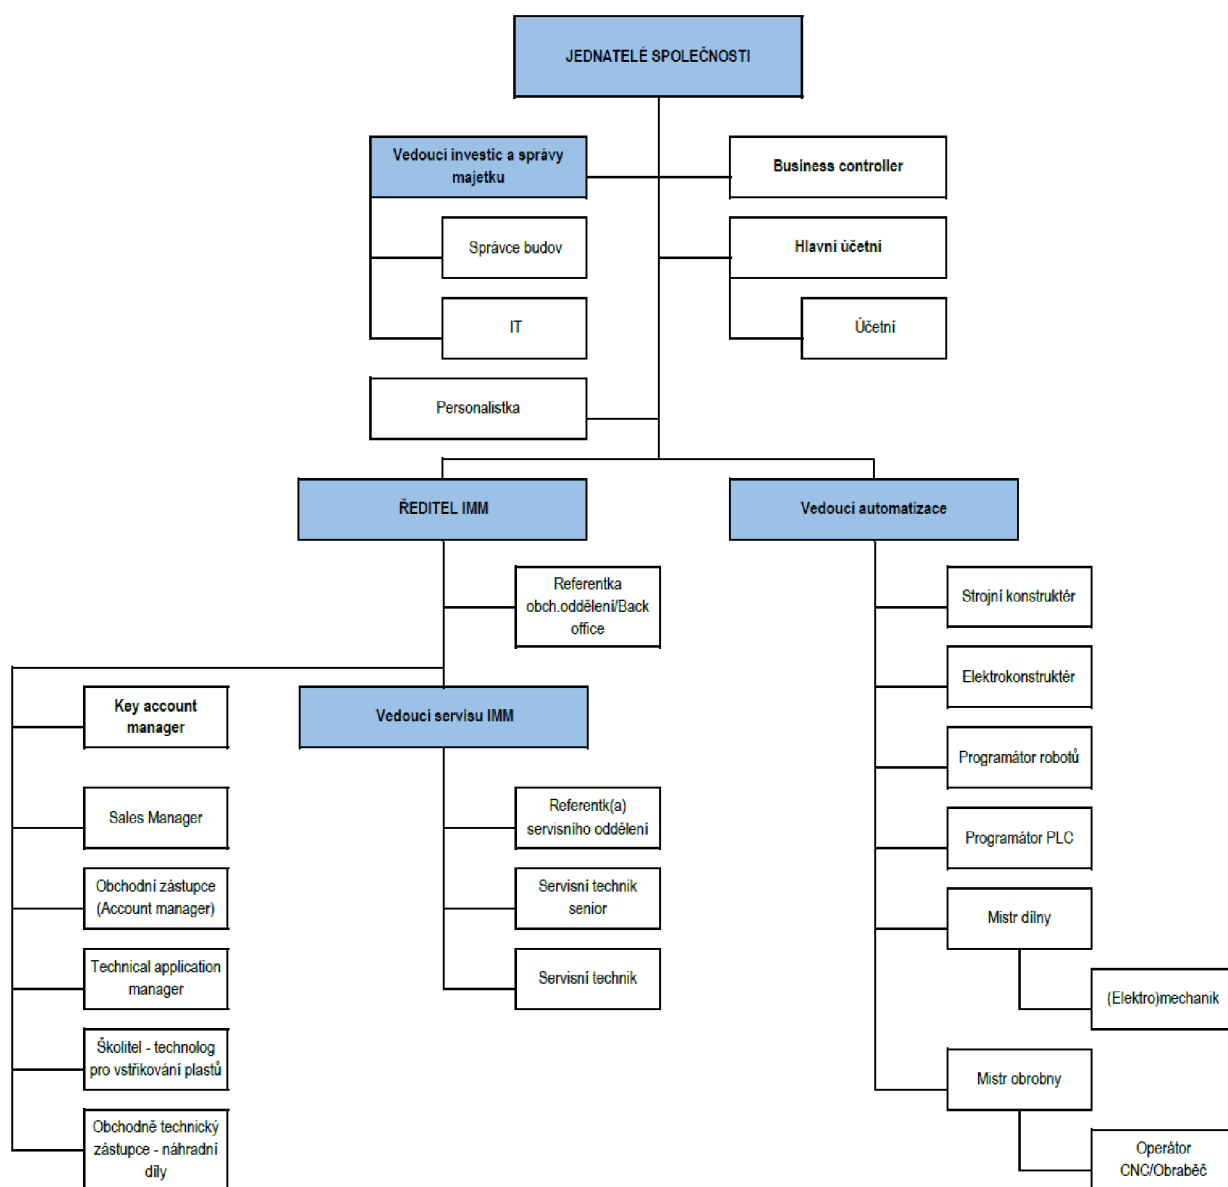 JEDNATELÉ SPOLEČNOSTI
Vedoucí investic a správy
majetku
Business controller
Správce budov
Hlavní účetní
IT
Účetní
Personalistka
ŘEDITEL IMM
Vedoucí automatizace
Referentka
obch.oddělení/Back
office
Strojní konstruktér
Elektrokonstruktér
Key account
manager
Vedoucí servisu IMM
Programátor robotů
Sales Manager
Referentk(a)
servisního oddělení
Programátor PLC
Obchodní zástupce
(Account manager)
Servisní technik
senior
Mistr dílny
Technical application
manager
Servisní technik
(Elektro)mechanik
Školitel - technolog
pro vstřikování plastů
Mistr obrobny
Obchodně technický
zástupce - náhradní
díly
Operátor
CNC/Obraběč